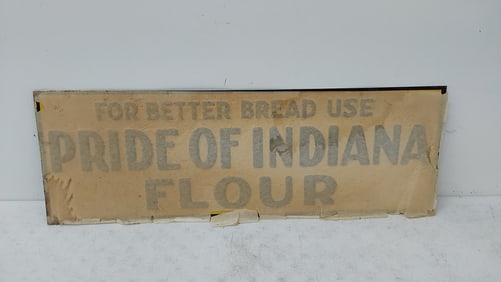 FOR BETTER BREAD USE
PRIDE OF INDIANA
FLOUR